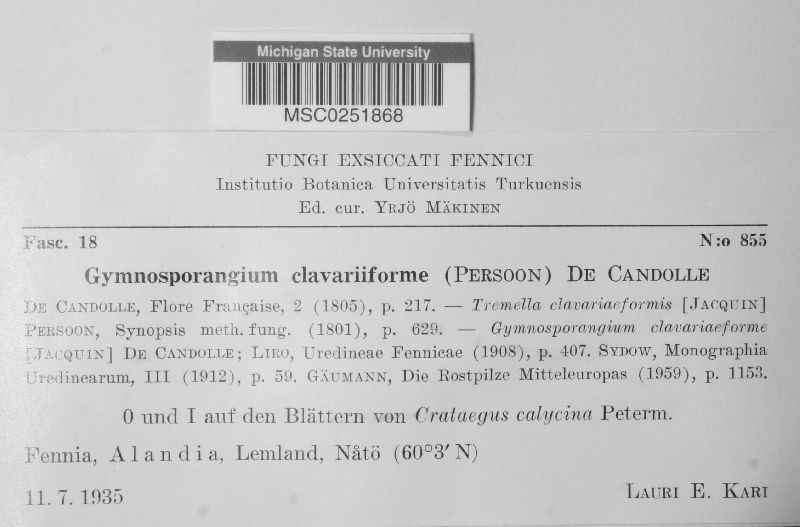 Michigan State University
MSC0251868
FUNGI EXSICCATI FENNICI
Institutio Botanica Universitatis Turkuensis
Ed. cur. YRJÖ MÄKINEN
Fasc. 18 N:o 855
Gymnosporangium clavariiforme (PERSOON) DE CANDOLLE
DE CANDOLLE, Flore Française, 2 (1805), p. 217. — Tremella clavariaeformis [JACQUIN]
PERSOON, Synopsis meth. fung. (1801), p. 629. — Gymnosporangium clavariaeforme
[JACQUIN] DE CANDOLLE; LIRO, Uredineae Fennicae (1908), p. 407. SYDOW, Monographia
Uredinearum, III (1912), p. 59. GÄUMANN, Die Rostpilze Mitteleuropas (1959), p. 1153.
0 und I auf den Blättern von Crataegus calycina Peterm.
Fennia, Alandia, Lemland, Nåtö (60°3′ N)
11. 7. 1935 LAURI E. KARI